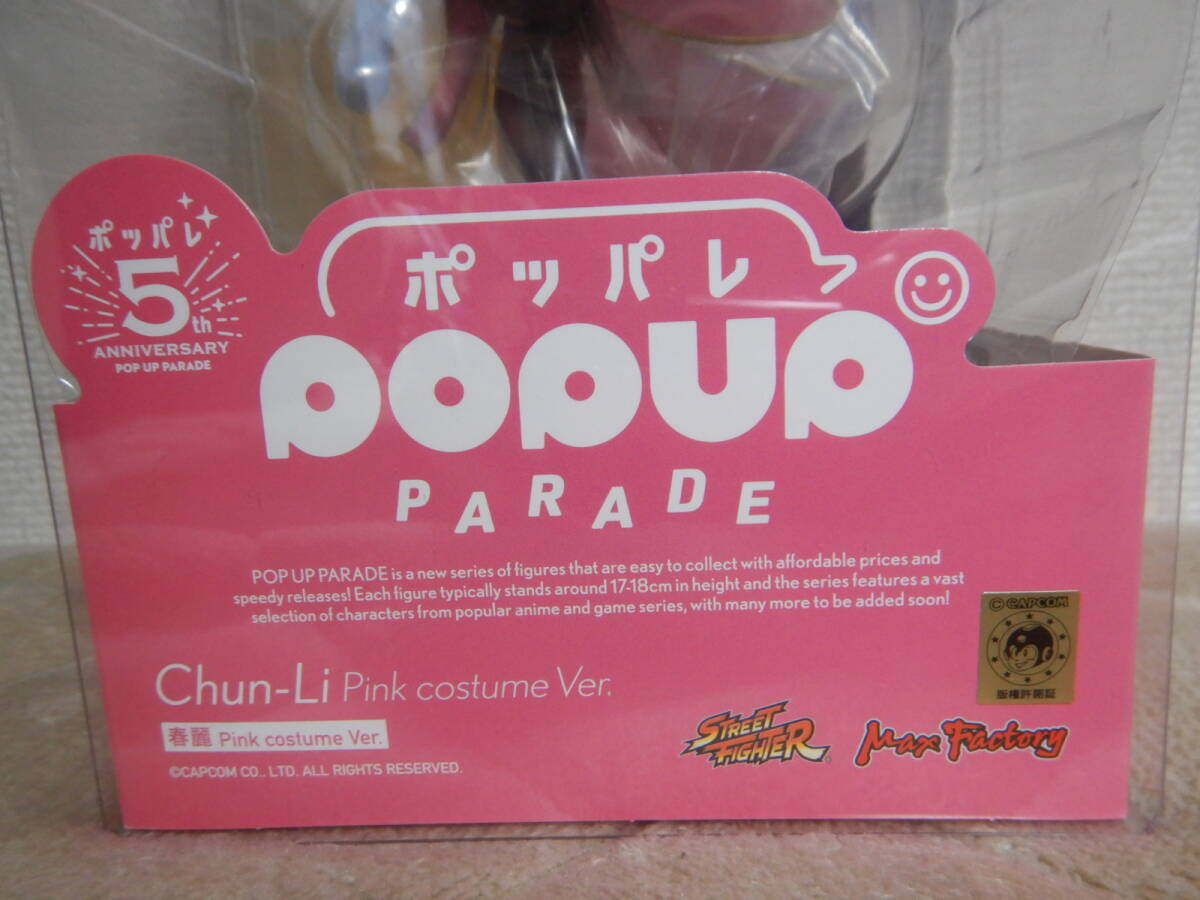 ポッパレ
5th
ANNIVERSARY
POP UP PARADE
ポッパレ
POPUP
PARADE
POP UP PARADE is a new series of figures that are easy to collect with affordable prices and
speedy releases! Each figure typically stands around 17-18cm in height and the series features a vast
selection of characters from popular anime and game series, with many more to be added soon!
© CAPCOM
版権許諾証
Chun-Li Pink costume Ver.
春麗 Pink costume Ver.
©CAPCOM CO., LTD. ALL RIGHTS RESERVED.
STREET
FIGHTER
Max Factory